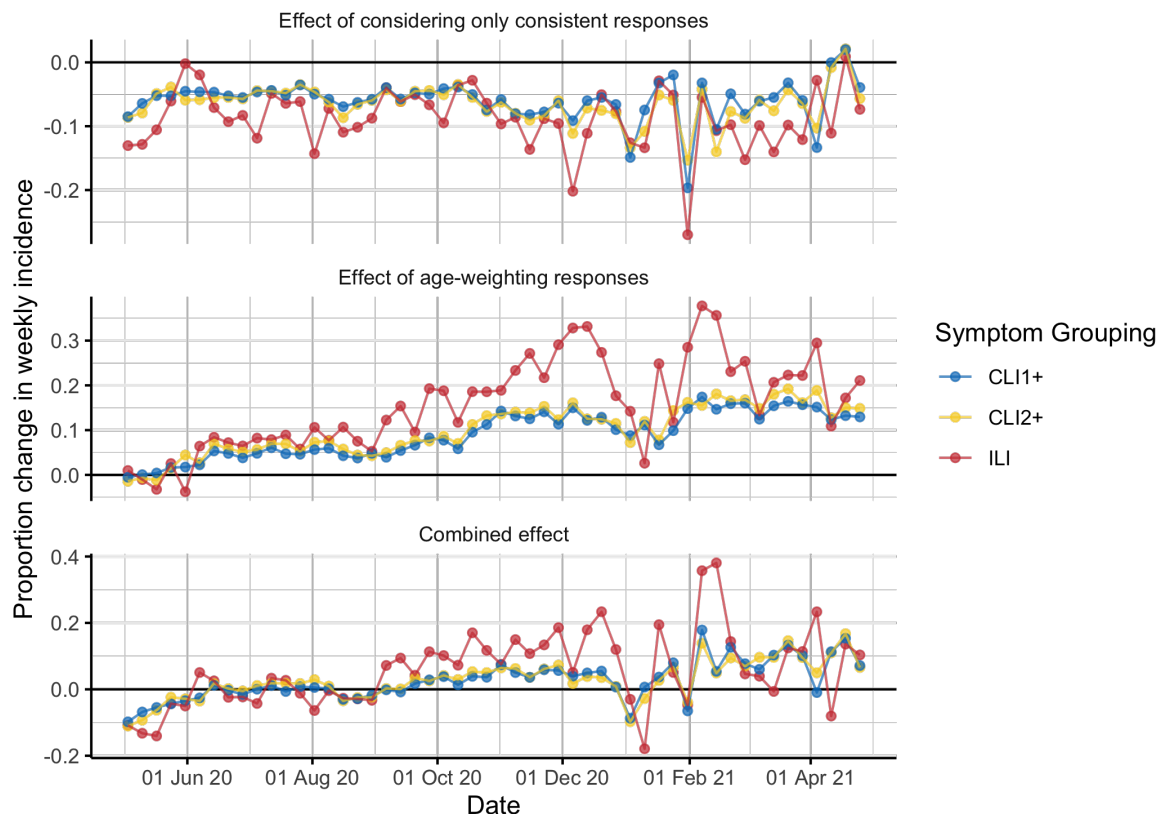 Effect of considering only consistent responses
0.0
-0.1
-0.2
Effect of age-weighting responses
0.3
0.2
0.1
0.0
Combined effect
0.4
0.2
0.0
-0.2
01 Jun 20 01 Aug 20 01 Oct 20 01 Dec 20 01 Feb 21 01 Apr 21
Date
Proportion change in weekly incidence
Symptom Grouping
CLI1+
CLI2+
ILI